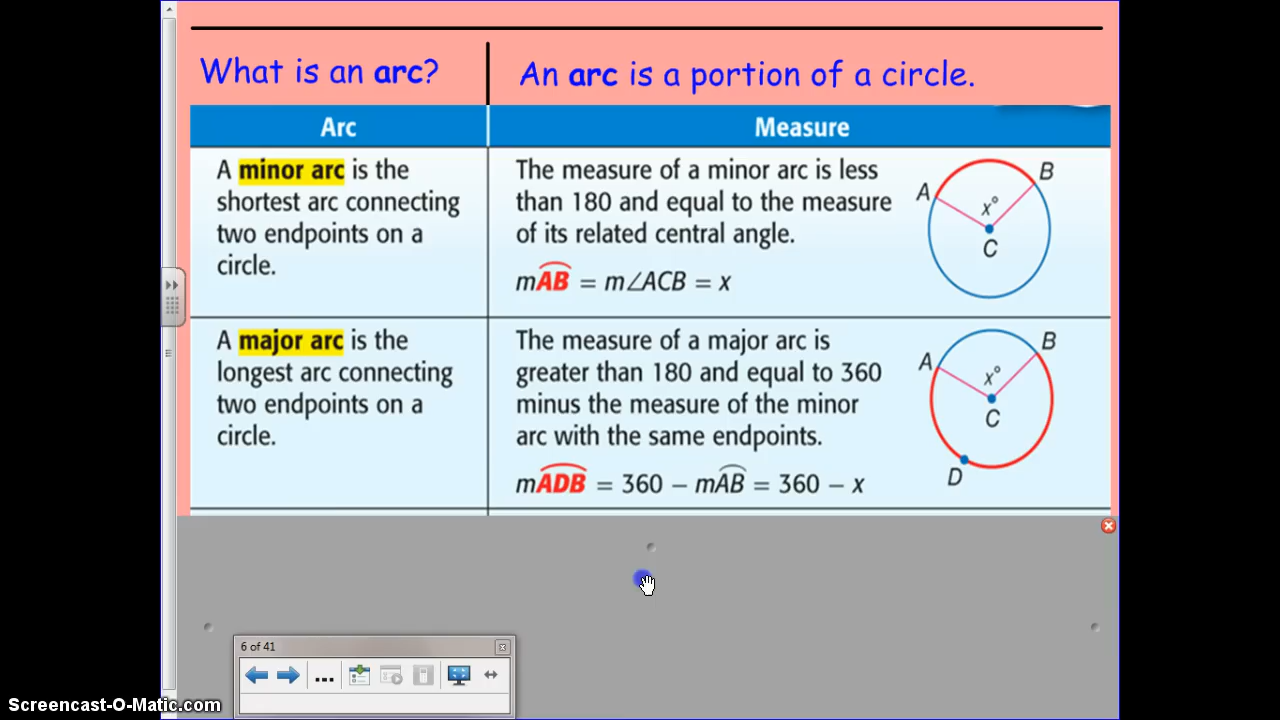 What is an arc?
An arc is a portion of a circle.
Arc
Measure
A minor arc is the
shortest arc connecting
two endpoints on a
circle.
The measure of a minor arc is less
than 180 and equal to the measure
of its related central angle.
mAB = m∠ACB = x
A
B
x°
C
A major arc is the
longest arc connecting
two endpoints on a
circle.
The measure of a major arc is
greater than 180 and equal to 360
minus the measure of the minor
arc with the same endpoints.
mADB = 360 − mAB = 360 − x
A
B
x°
C
D
6 of 41
Screencast-O-Matic.com